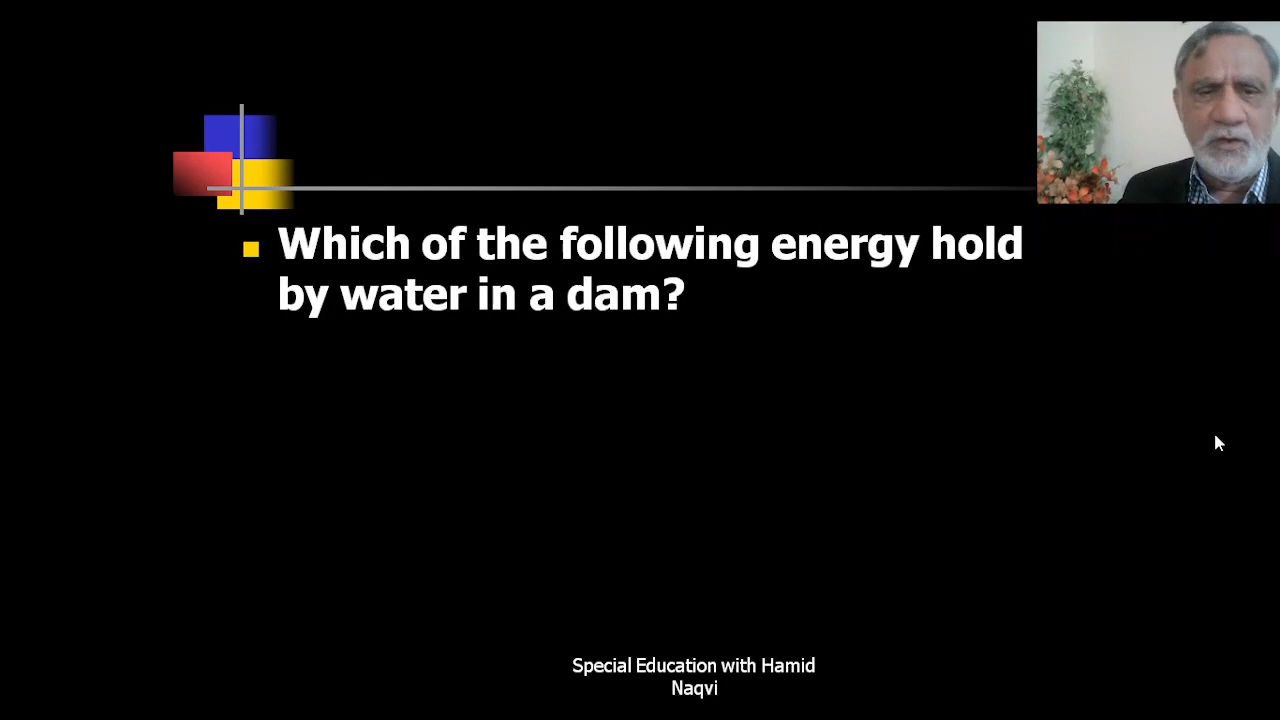 Which of the following energy hold
by water in a dam?
Special Education with Hamid
Naqvi